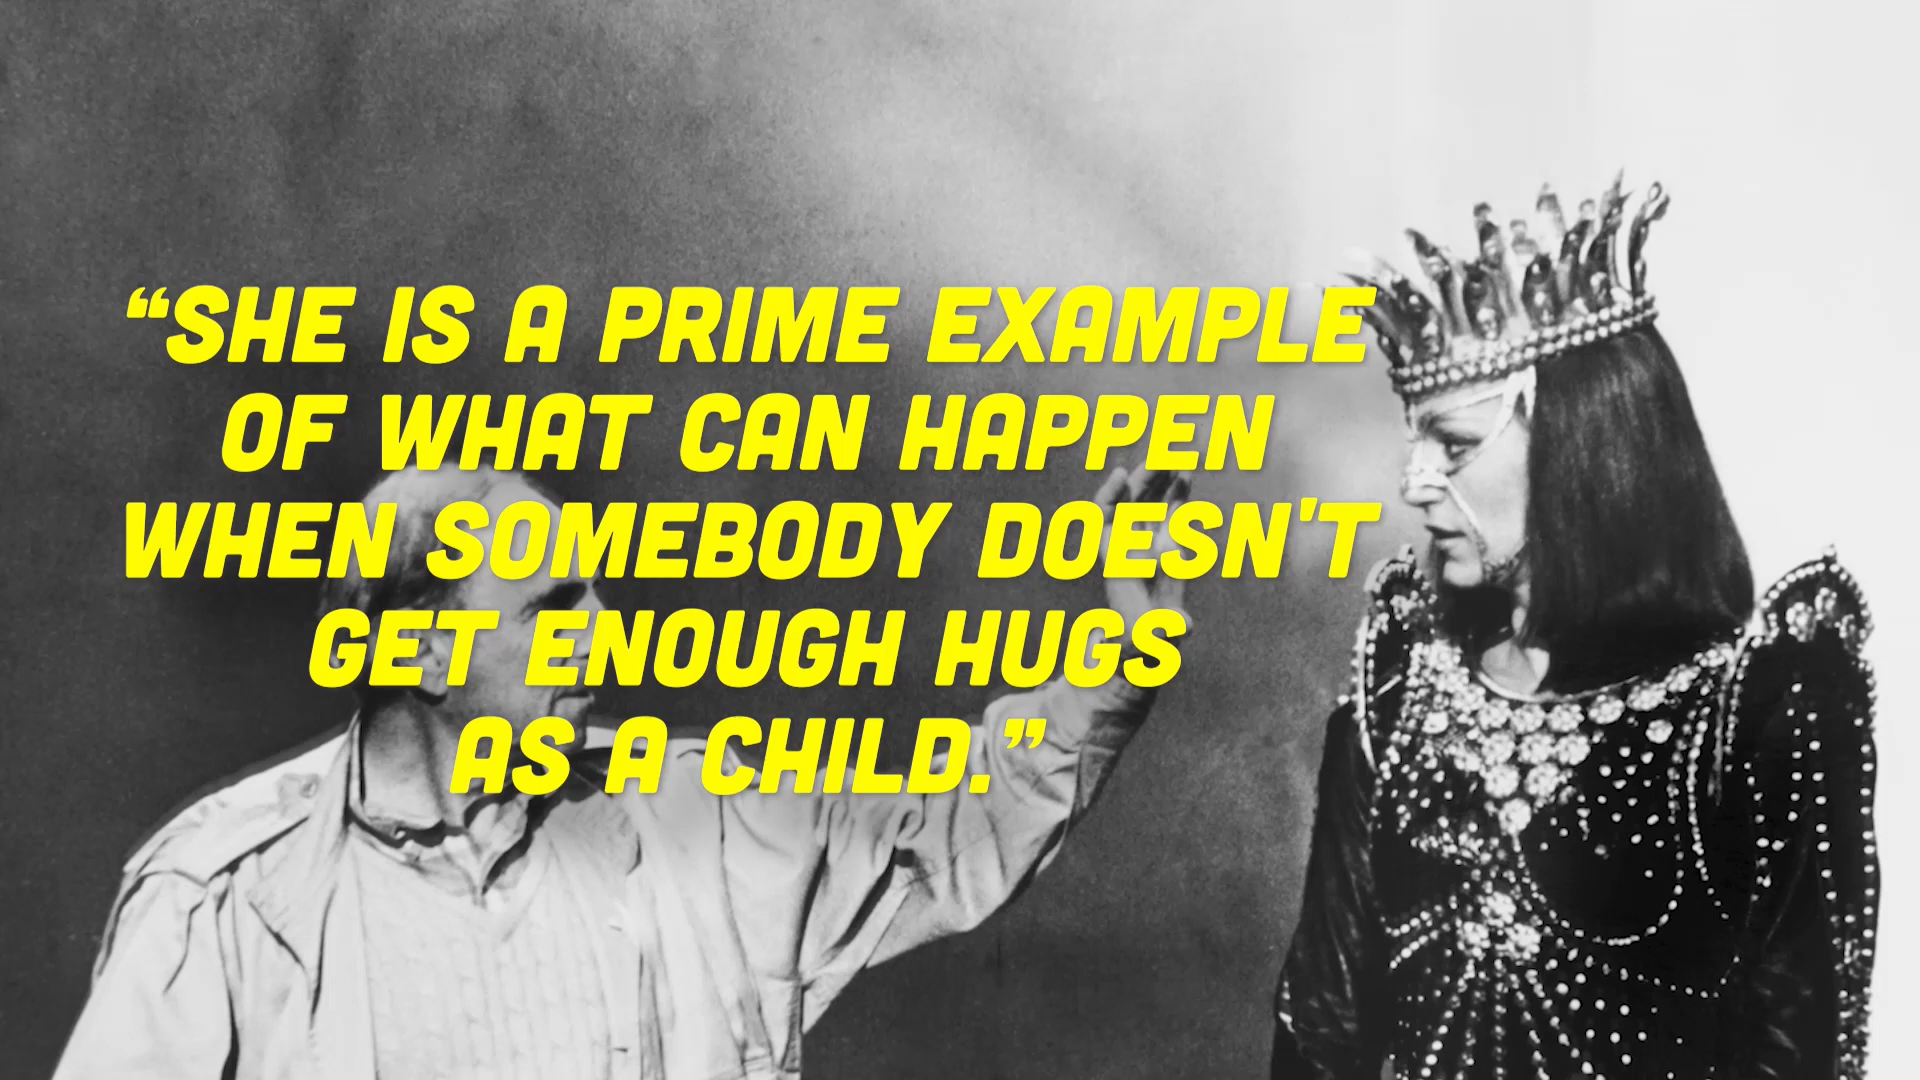 “SHE IS A PRIME EXAMPLE
OF WHAT CAN HAPPEN
WHEN SOMEBODY DOESN'T
GET ENOUGH HUGS
AS A CHILD.”